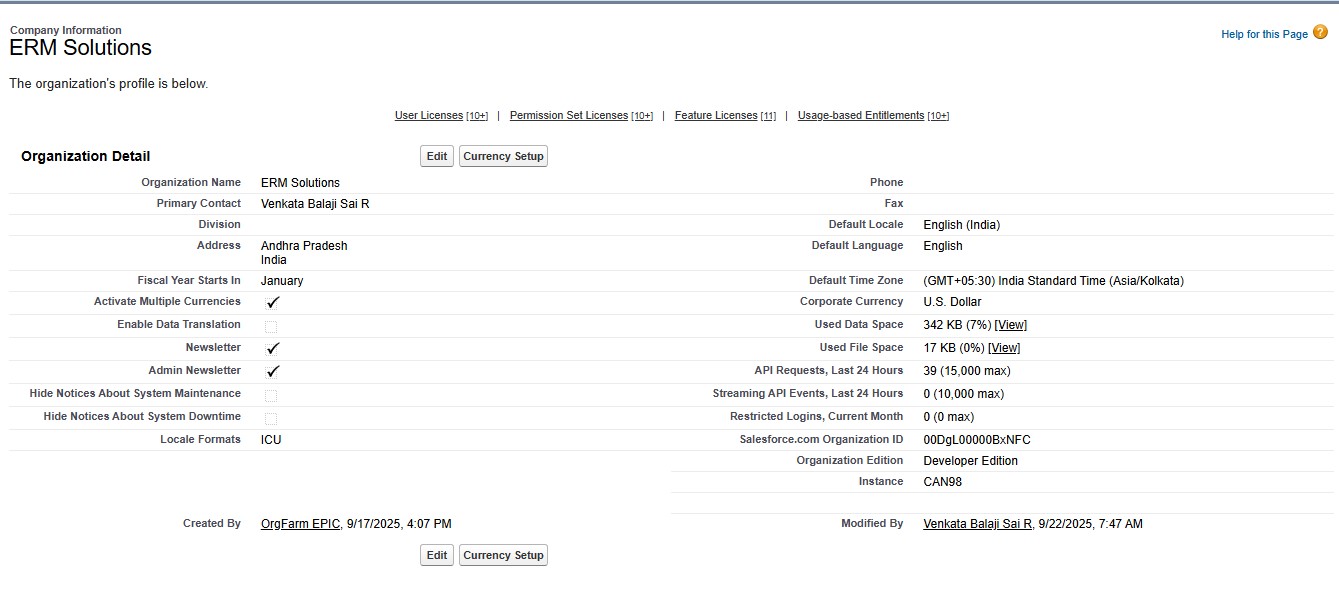 Company Information
ERM Solutions
Help for this Page ?
The organization's profile is below.
User Licenses [10+] | Permission Set Licenses [10+] | Feature Licenses [11] | Usage-based Entitlements [10+]
Organization Detail
Edit Currency Setup
Organization Name ERM Solutions Phone
Primary Contact Venkata Balaji Sai R Fax
Division Default Locale English (India)
Address Andhra Pradesh Default Language English
India
Fiscal Year Starts In January Default Time Zone (GMT+05:30) India Standard Time (Asia/Kolkata)
Activate Multiple Currencies Corporate Currency U.S. Dollar
Enable Data Translation Used Data Space 342 KB (7%) [View]
Newsletter Used File Space 17 KB (0%) [View]
Admin Newsletter API Requests, Last 24 Hours 39 (15,000 max)
Hide Notices About System Maintenance Streaming API Events, Last 24 Hours 0 (10,000 max)
Hide Notices About System Downtime Restricted Logins, Current Month 0 (0 max)
Locale Formats ICU Salesforce.com Organization ID 00DgL00000BxNFC
Organization Edition Developer Edition
Instance CAN98
Created By OrgFarm EPIC, 9/17/2025, 4:07 PM Modified By Venkata Balaji Sai R, 9/22/2025, 7:47 AM
Edit Currency Setup